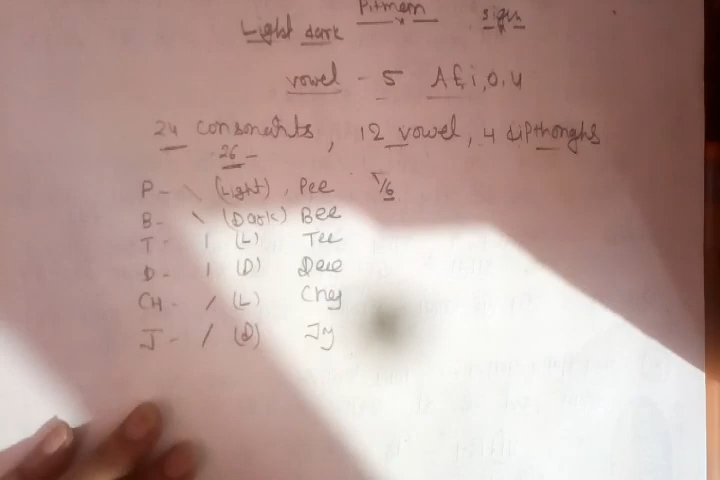 Pitmam sign
Light dark
vowel - 5 A E, i, O, U
24 consonants, 12 vowel, 4 dipthonghs
26 -
P - \ (Light), Pee
B - \ (Dark) Bee
T - | (L) Tee
D - | (D) Dee
CH - / (L) Chey
J - / (D) Jy